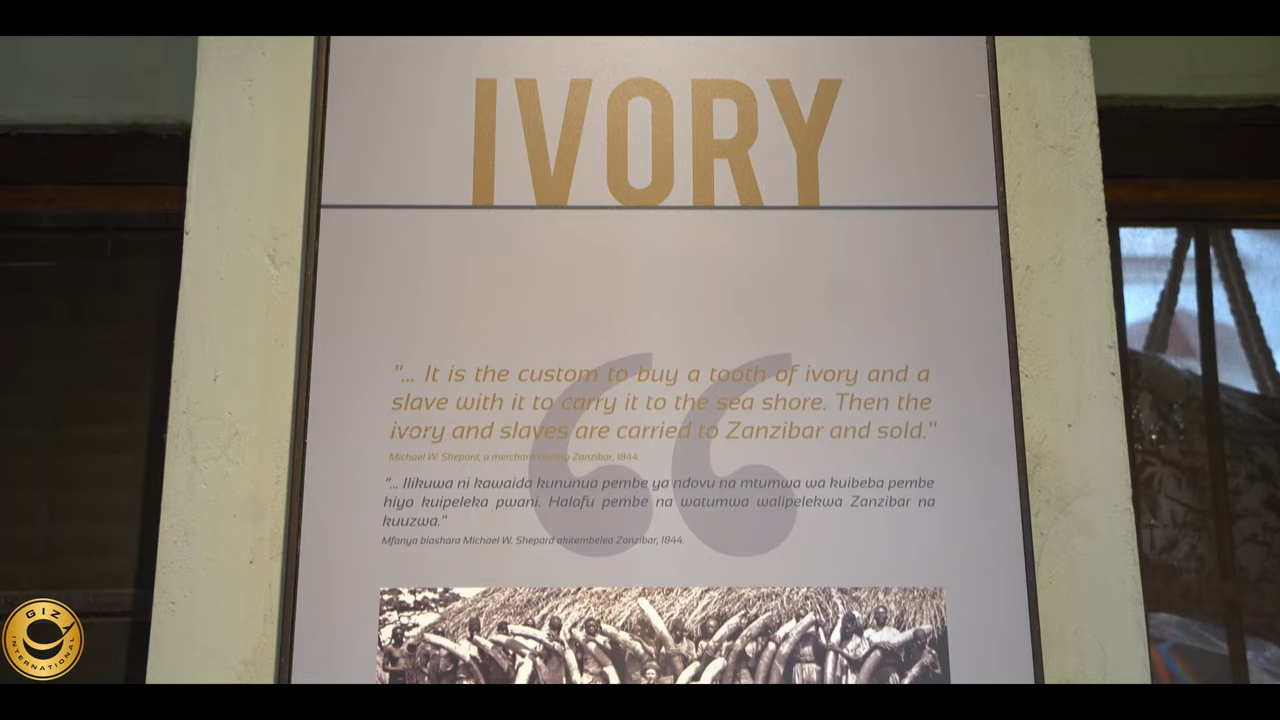 IVORY
"... It is the custom to buy a tooth of ivory and a
slave with it to carry it to the sea shore. Then the
ivory and slaves are carried to Zanzibar and sold."
Michael W. Shepard, a merchant visiting Zanzibar, 1844.
"... Ilikuwa ni kawaida kununua pembe ya ndovu na mtumwa wa kuibeba pembe
hiyo kuipeleka pwani. Halafu pembe na watumwa walipelekwa Zanzibar na
kuuzwa."
Mfanya biashara Michael W. Shepard akitembelea Zanzibar, 1844.
GIZA
INTERNATIONAL